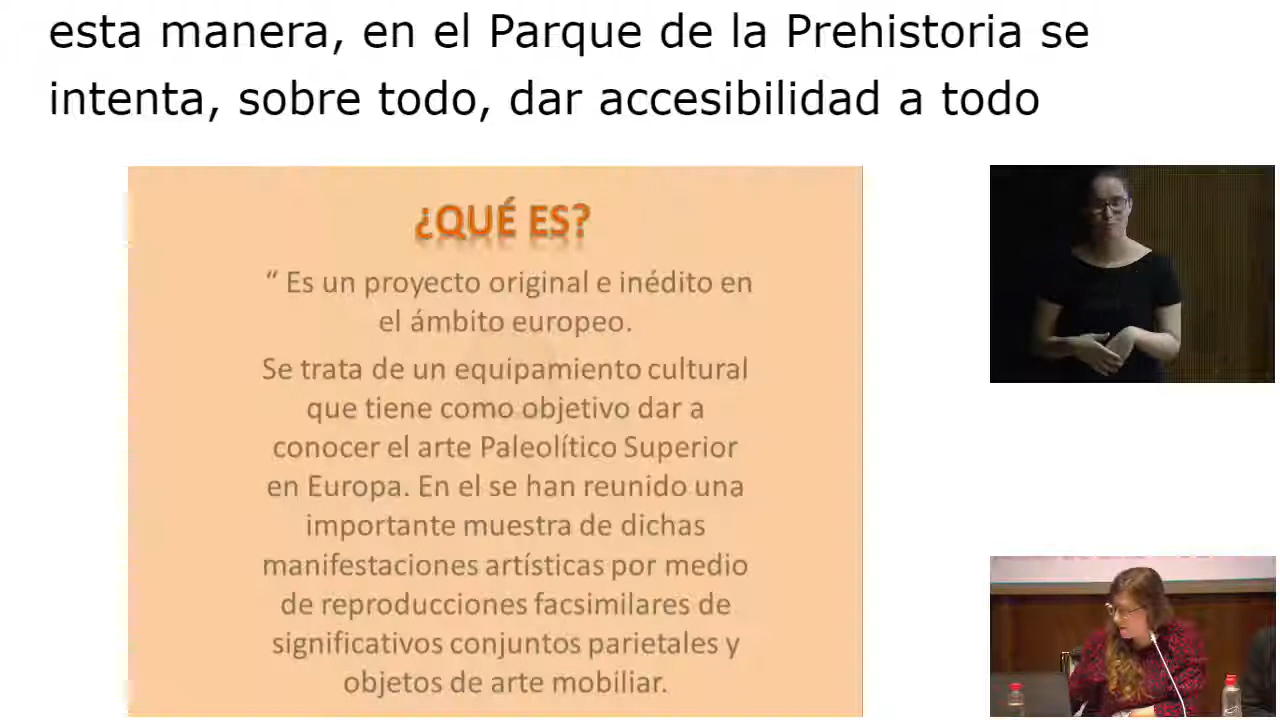 esta manera, en el Parque de la Prehistoria se
intenta, sobre todo, dar accesibilidad a todo
¿QUÉ ES?
“ Es un proyecto original e inédito en
el ámbito europeo.
Se trata de un equipamiento cultural
que tiene como objetivo dar a
conocer el arte Paleolítico Superior
en Europa. En el se han reunido una
importante muestra de dichas
manifestaciones artísticas por medio
de reproducciones facsimilares de
significativos conjuntos parietales y
objetos de arte mobiliar.